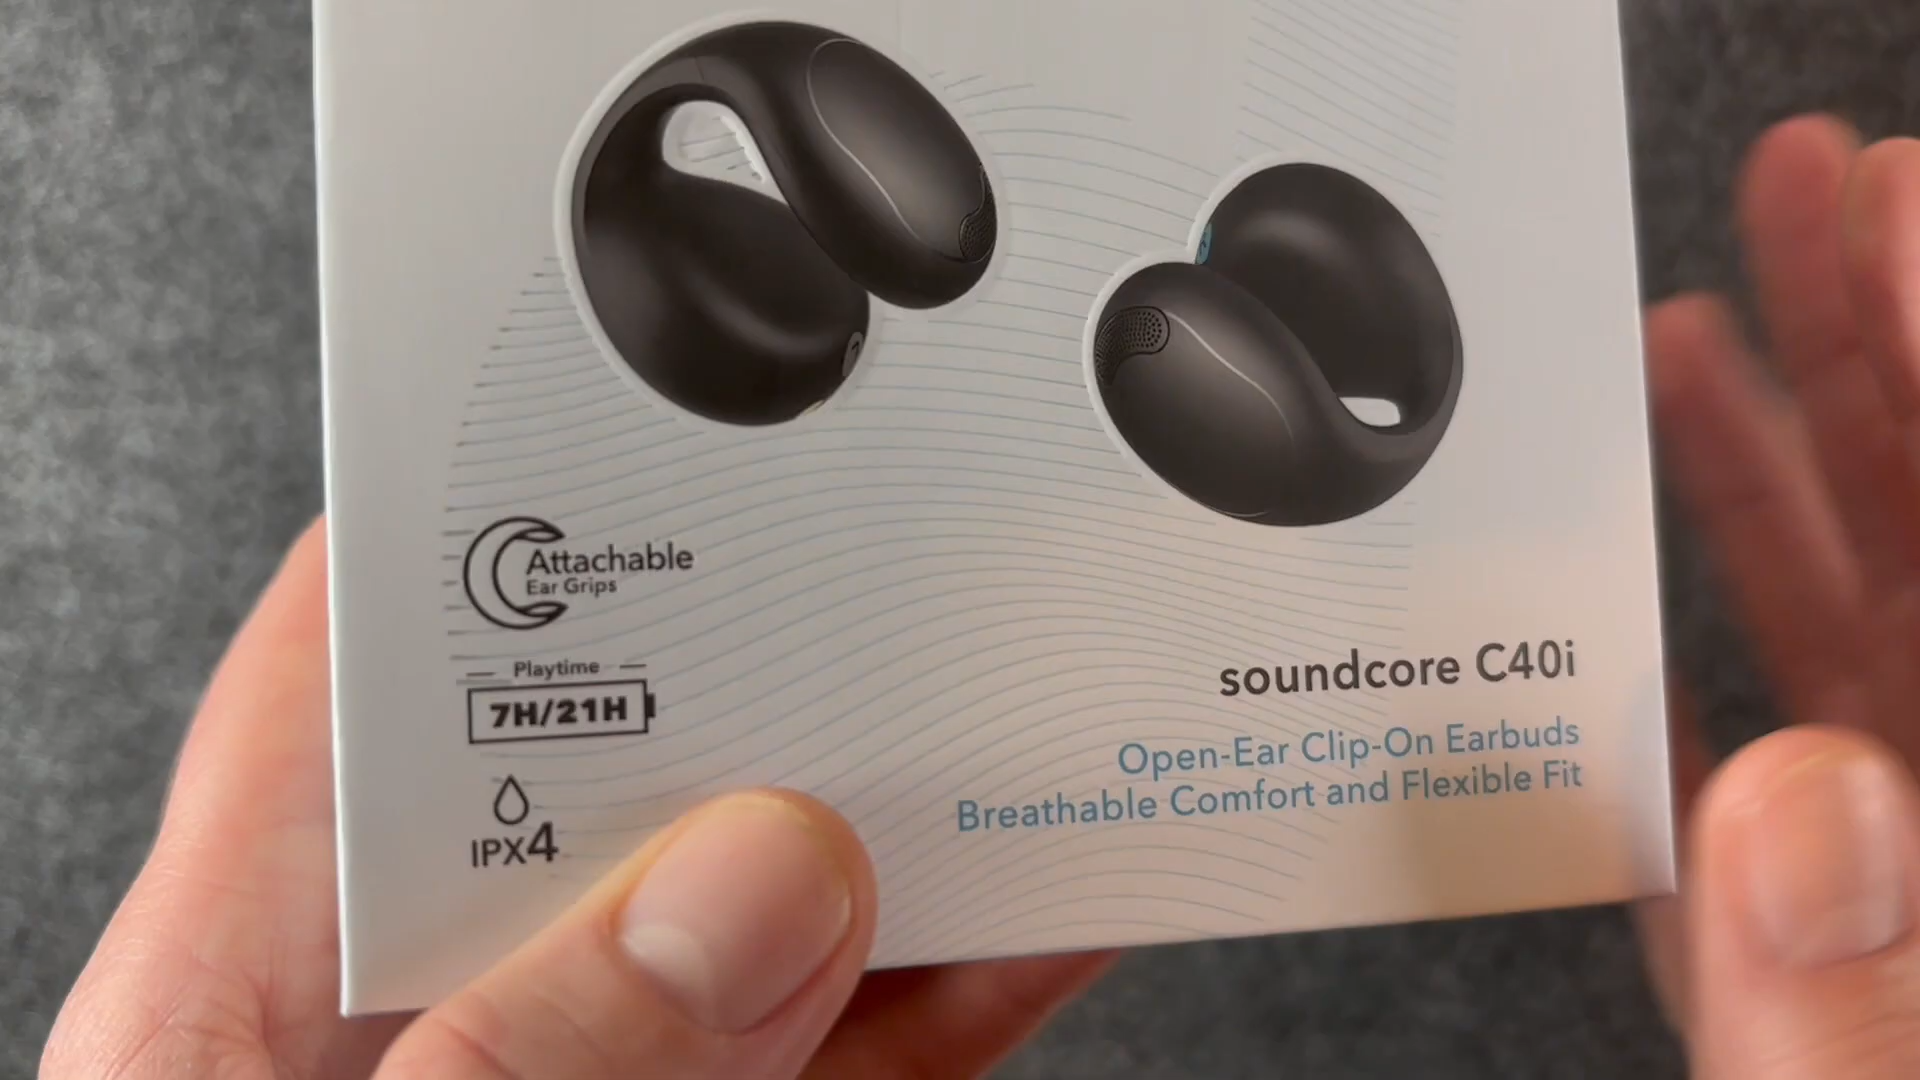 Attachable
Ear Grips
Playtime
7H/21H
IPX4
soundcore C40i
Open-Ear Clip-On Earbuds
Breathable Comfort and Flexible Fit